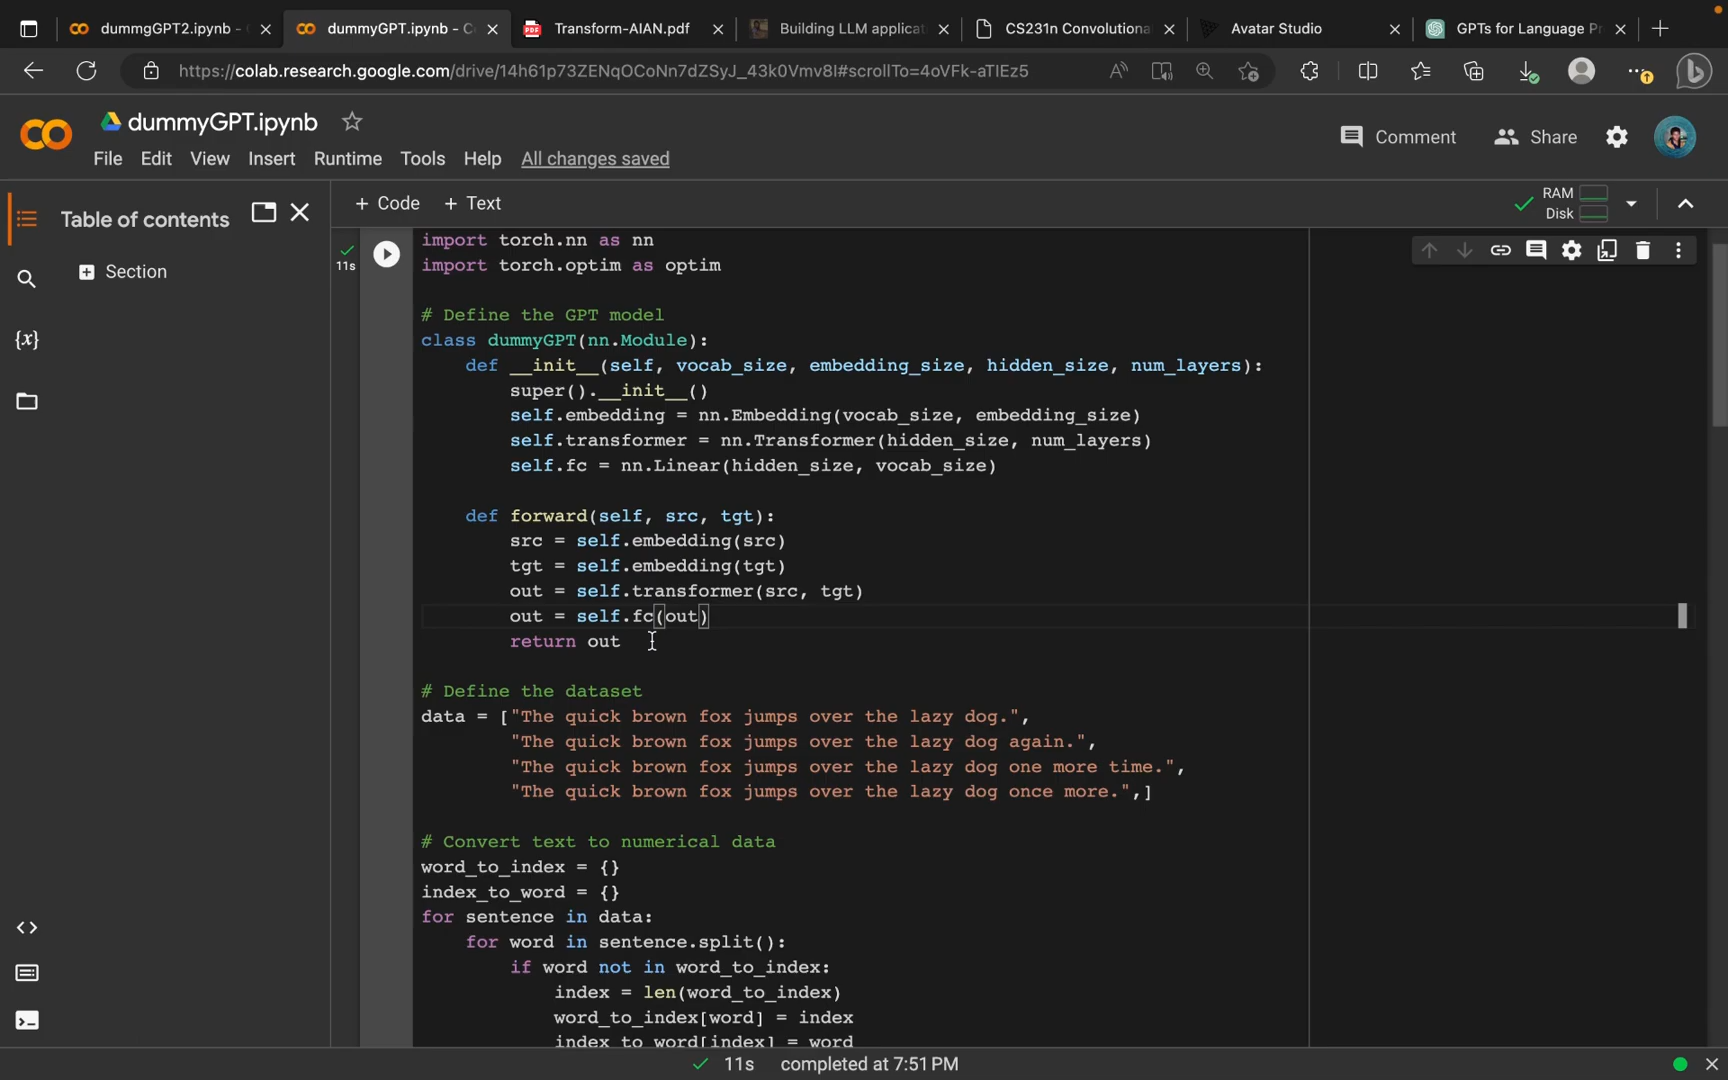 dummgGPT2.ipynb -
dummyGPT.ipynb - C
Transform-AIAN.pdf
Building LLM applicat
CS231n Convolutiona
Avatar Studio
GPTs for Language P
https://colab.research.google.com/drive/14h61p73ZENqOCoNn7dZSyJ_43k0Vmv8l#scrollTo=4oVFk-aTlEz5
dummyGPT.ipynb
Comment
Share
File Edit View Insert Runtime Tools Help All changes saved
Table of contents
+ Code + Text
RAM
Disk
Section
{x}
11s
import torch.nn as nn
import torch.optim as optim
# Define the GPT model
class dummyGPT(nn.Module):
def __init__(self, vocab_size, embedding_size, hidden_size, num_layers):
super().__init__()
self.embedding = nn.Embedding(vocab_size, embedding_size)
self.transformer = nn.Transformer(hidden_size, num_layers)
self.fc = nn.Linear(hidden_size, vocab_size)
def forward(self, src, tgt):
src = self.embedding(src)
tgt = self.embedding(tgt)
out = self.transformer(src, tgt)
out = self.fc(out)
return out
# Define the dataset
data = ["The quick brown fox jumps over the lazy dog.",
"The quick brown fox jumps over the lazy dog again.",
"The quick brown fox jumps over the lazy dog one more time.",
"The quick brown fox jumps over the lazy dog once more.",]
# Convert text to numerical data
word_to_index = {}
index_to_word = {}
for sentence in data:
for word in sentence.split():
if word not in word_to_index:
index = len(word_to_index)
word_to_index[word] = index
index_to_word[index] = word
11s completed at 7:51 PM